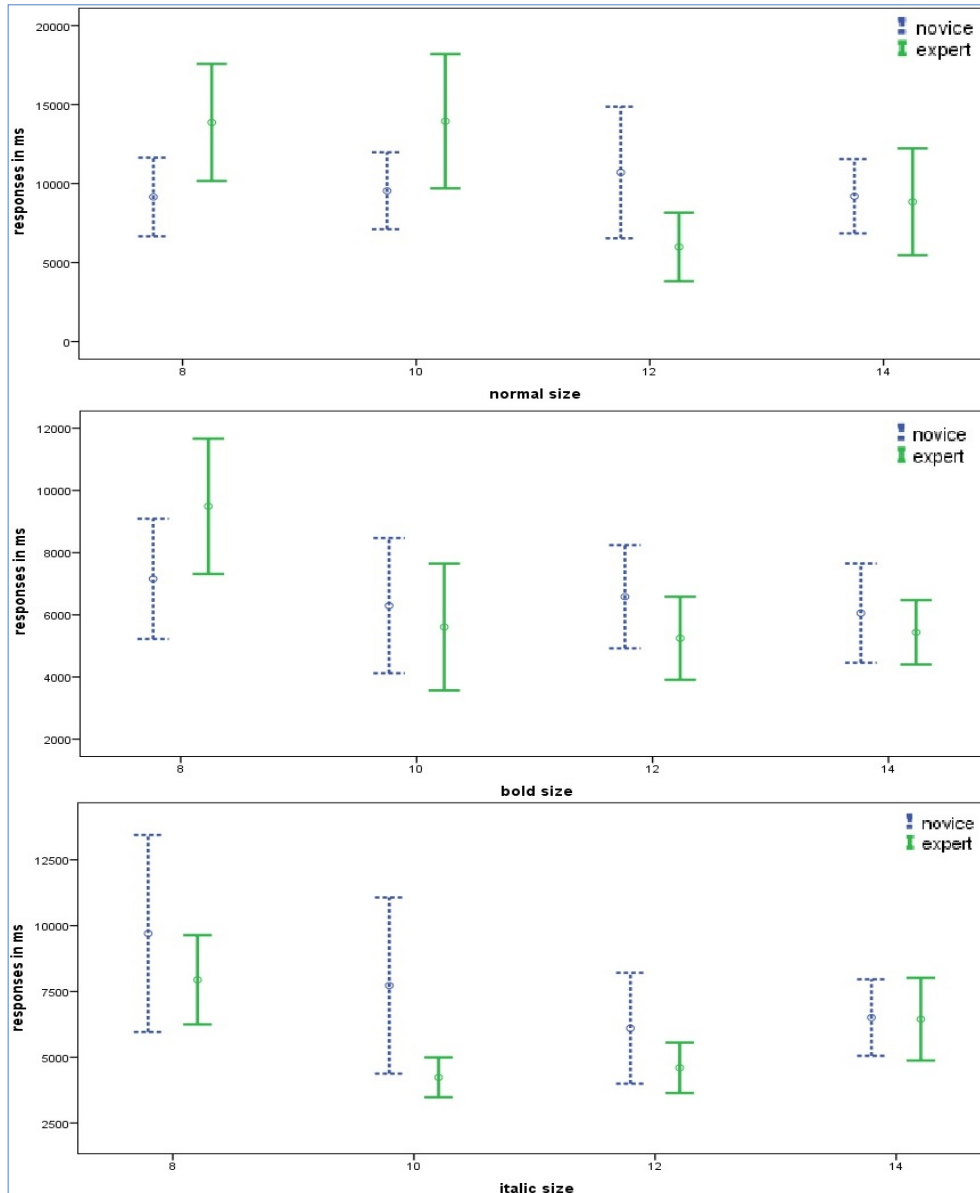 20000
15000
10000
5000
0
responses in ms
novice
expert
8 10 12 14
normal size
12000
10000
8000
6000
4000
2000
responses in ms
novice
expert
8 10 12 14
bold size
12500
10000
7500
5000
2500
responses in ms
novice
expert
8 10 12 14
italic size